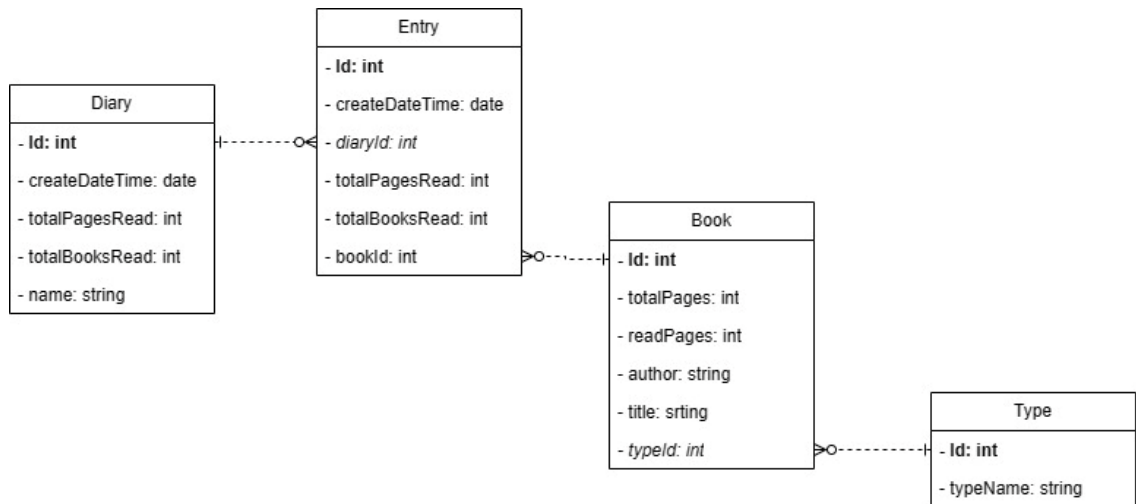 Diary
- Id: int
- createDateTime: date
- totalPagesRead: int
- totalBooksRead: int
- name: string
Entry
- Id: int
- createDateTime: date
- diaryId: int
- totalPagesRead: int
- totalBooksRead: int
- bookId: int
Book
- Id: int
- totalPages: int
- readPages: int
- author: string
- title: srting
- typeId: int
Type
- Id: int
- typeName: string